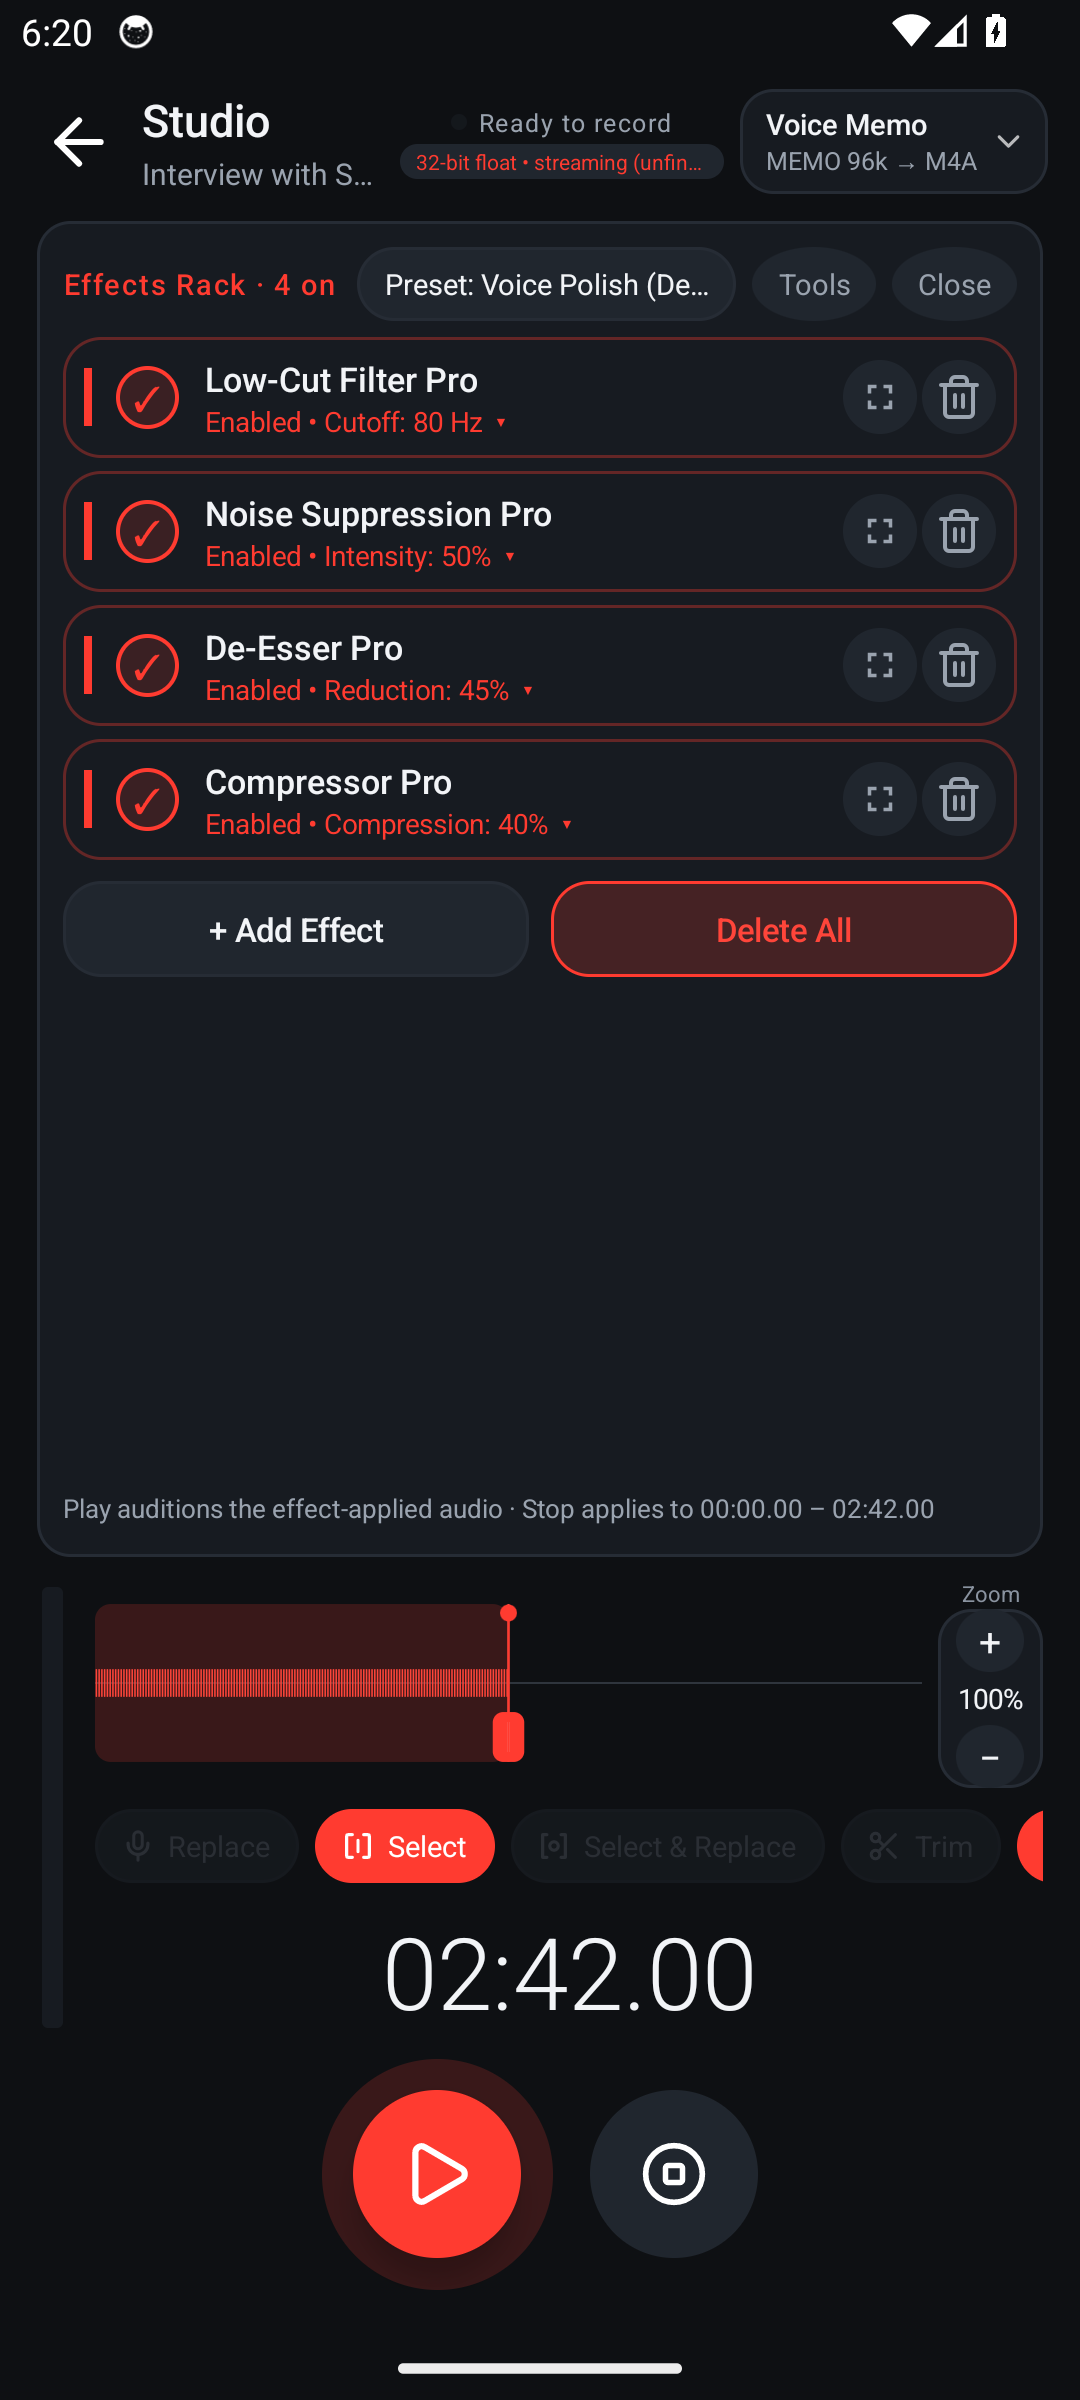 6:20
Studio
Interview with S...
Ready to record
32-bit float • streaming (unfin...
Voice Memo
MEMO 96k → M4A
Effects Rack · 4 on
Preset: Voice Polish (De...
Tools
Close
Low-Cut Filter Pro
Enabled • Cutoff: 80 Hz ▾
Noise Suppression Pro
Enabled • Intensity: 50% ▾
De-Esser Pro
Enabled • Reduction: 45% ▾
Compressor Pro
Enabled • Compression: 40% ▾
+ Add Effect
Delete All
Play auditions the effect-applied audio · Stop applies to 00:00.00 – 02:42.00
Zoom
+
100%
−
Replace
Select
Select & Replace
Trim
02:42.00